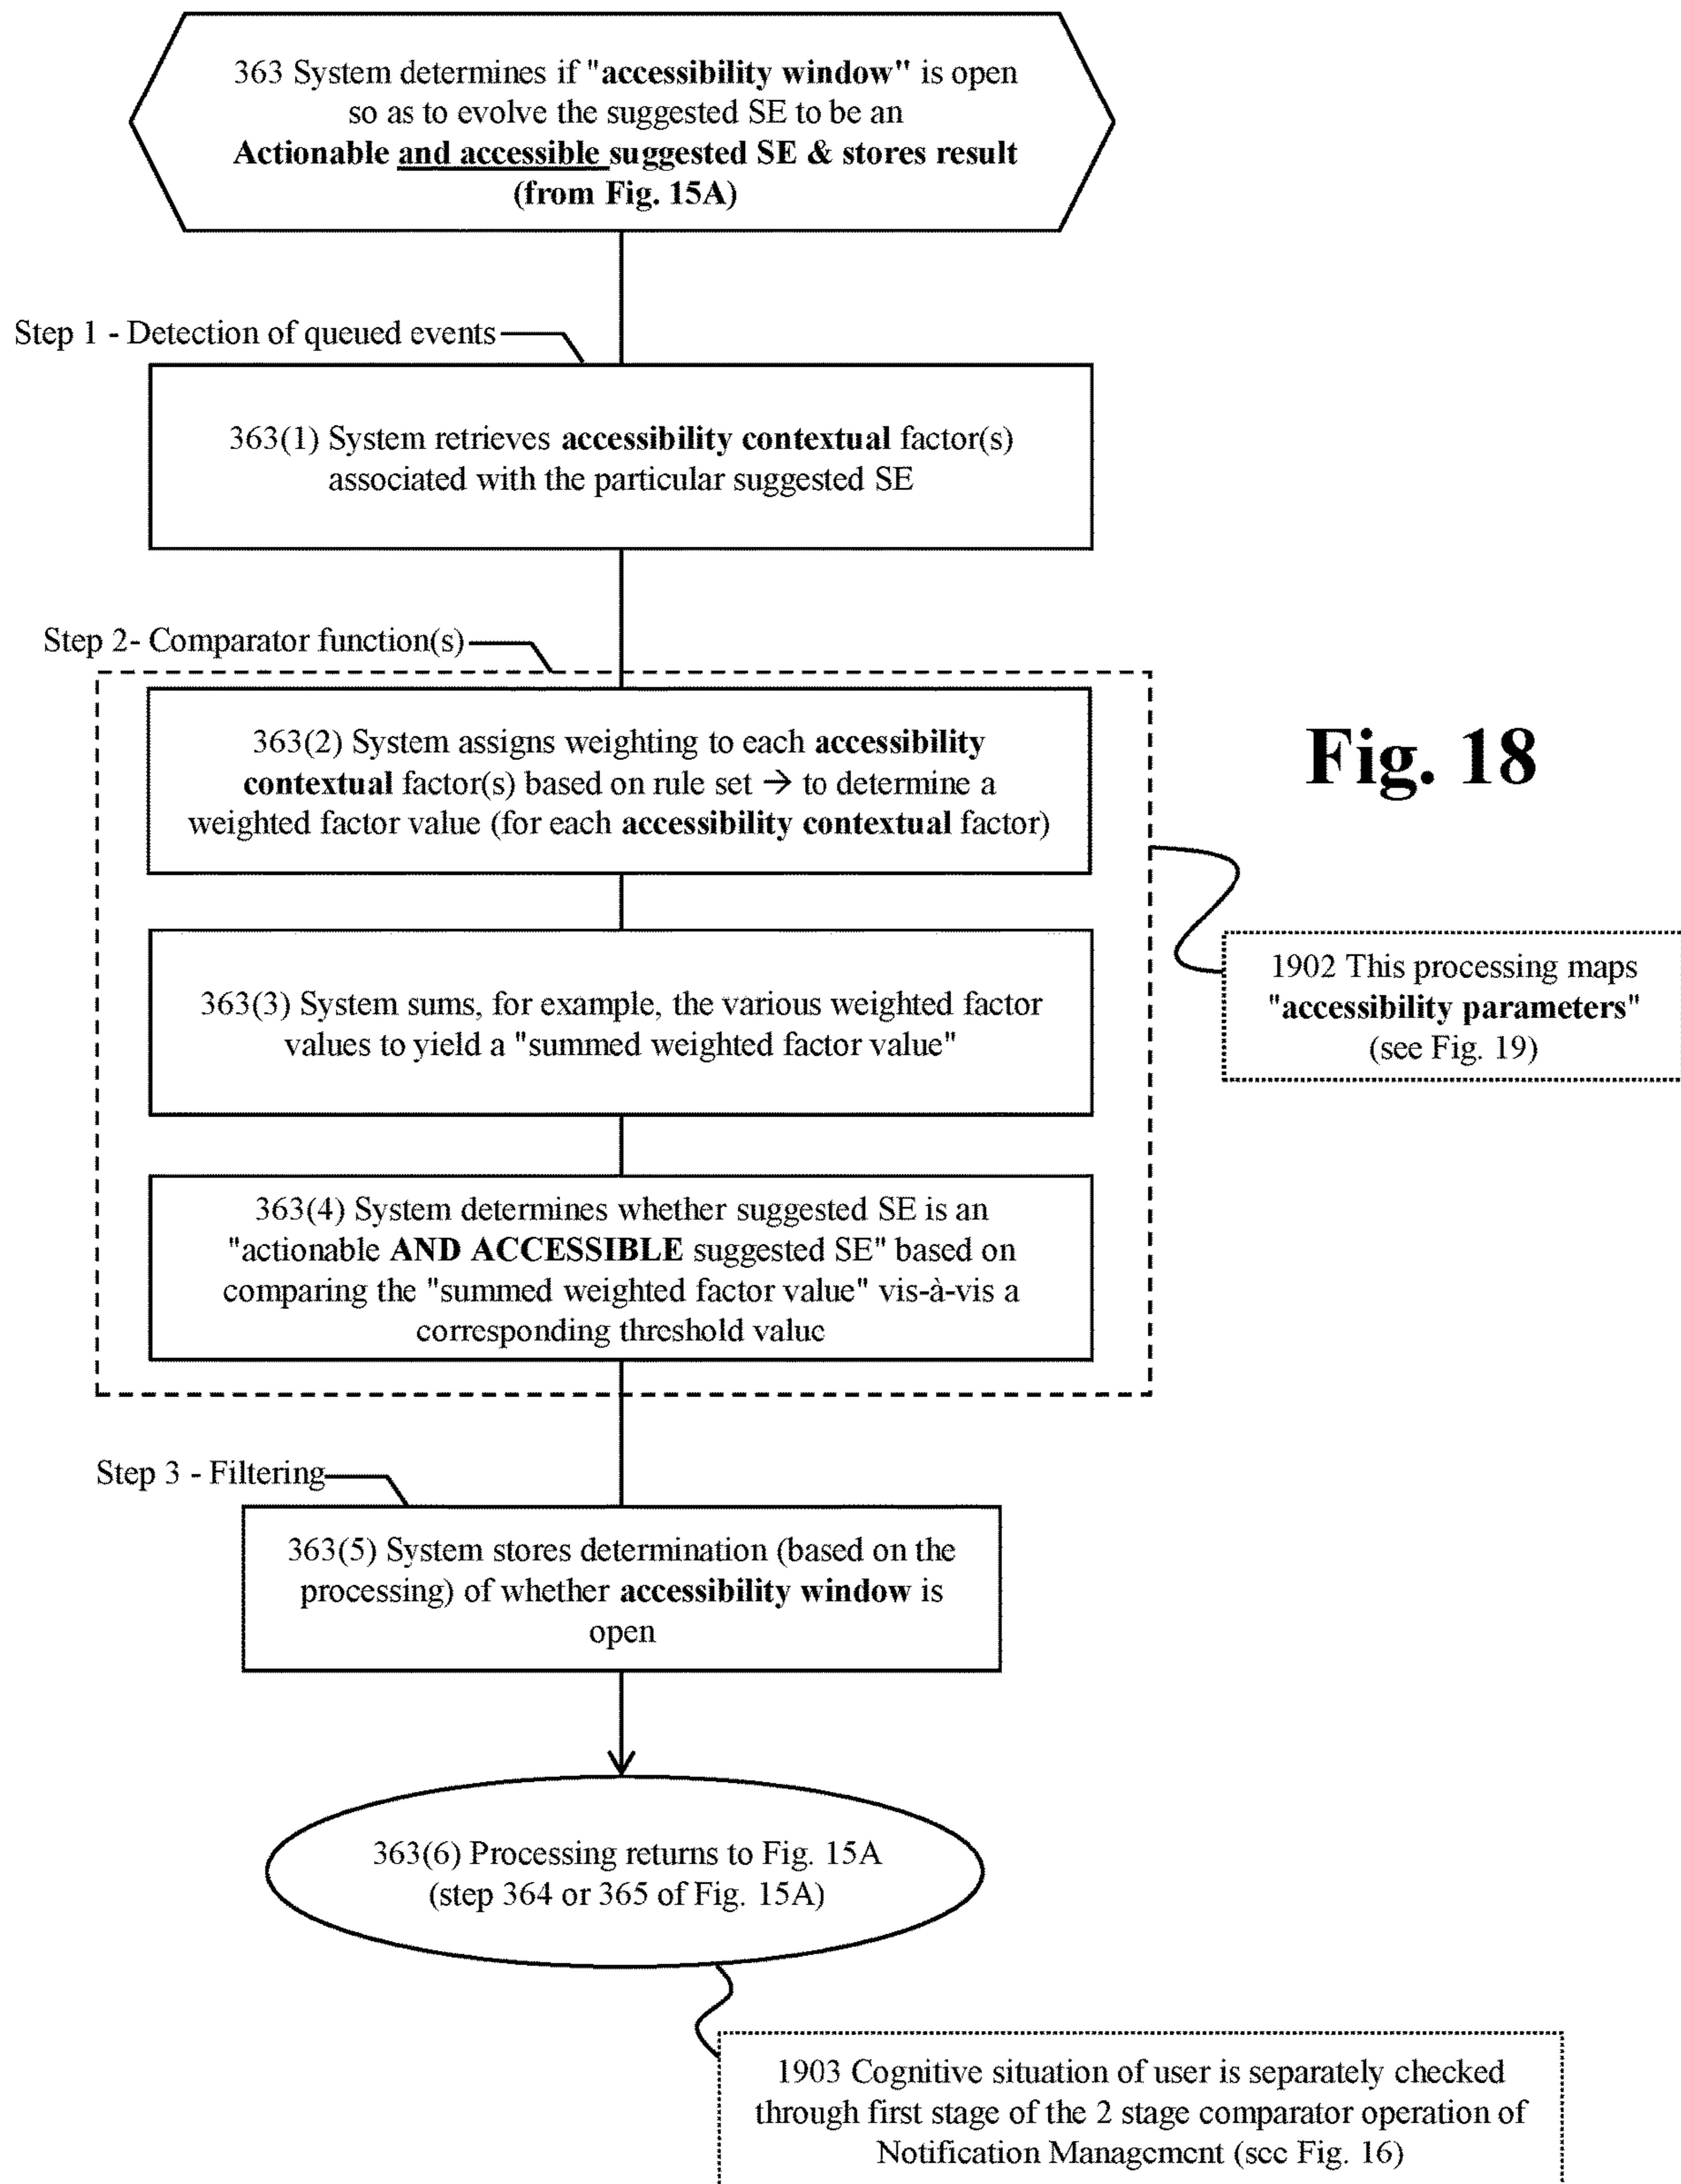 363 System determines if "accessibility window" is open
so as to evolve the suggested SE to be an
Actionable and accessible suggested SE & stores result
(from Fig. 15A)
Step 1 - Detection of queued events
363(1) System retrieves accessibility contextual factor(s)
associated with the particular suggested SE
Step 2- Comparator function(s)
363(2) System assigns weighting to each accessibility
contextual factor(s) based on rule set → to determine a
weighted factor value (for each accessibility contextual factor)
Fig. 18
363(3) System sums, for example, the various weighted factor
values to yield a "summed weighted factor value"
1902 This processing maps
"accessibility parameters"
(see Fig. 19)
363(4) System determines whether suggested SE is an
"actionable AND ACCESSIBLE suggested SE" based on
comparing the "summed weighted factor value" vis-à-vis a
corresponding threshold value
Step 3 - Filtering
363(5) System stores determination (based on the
processing) of whether accessibility window is
open
363(6) Processing returns to Fig. 15A
(step 364 or 365 of Fig. 15A)
1903 Cognitive situation of user is separately checked
through first stage of the 2 stage comparator operation of
Notification Management (see Fig. 16)